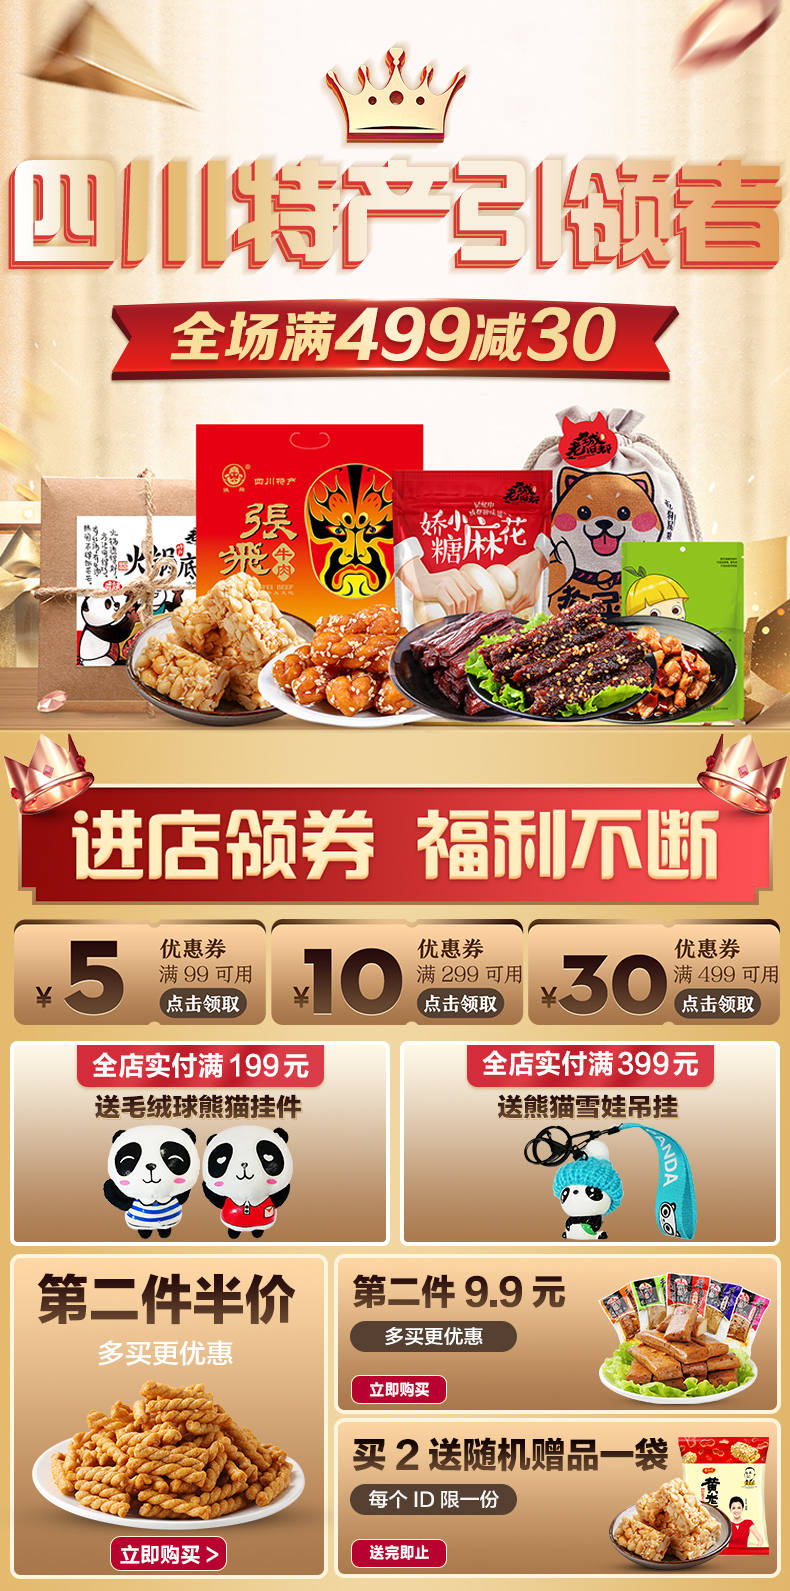 四川特产引领者
全场满499减30
四川特产
張飛
牛肉
FEI BEEF
火锅底
娇小糖麻花
老成都
进店领券 福利不断
¥5
优惠券
满99可用
点击领取
¥10
优惠券
满299可用
点击领取
¥30
优惠券
满499可用
点击领取
全店实付满199元
送毛绒球熊猫挂件
全店实付满399元
送熊猫雪娃吊挂
PANDA
第二件半价
多买更优惠
立即购买 >
第二件 9.9 元
多买更优惠
立即购买
买 2 送随机赠品一袋
每个 ID 限一份
送完即止
黄老